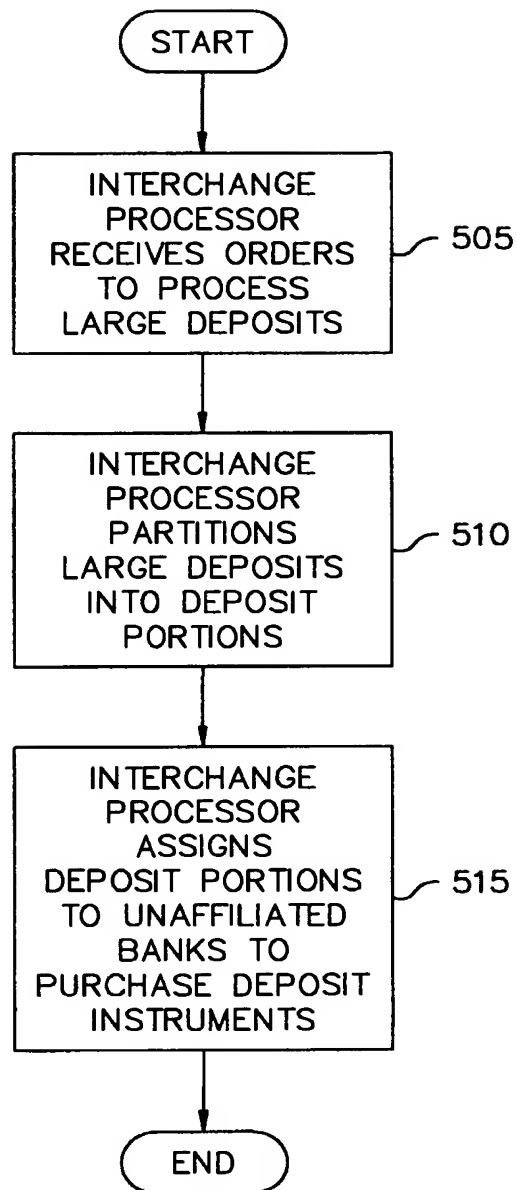 START
INTERCHANGE
PROCESSOR
RECEIVES ORDERS
TO PROCESS
LARGE DEPOSITS
505
INTERCHANGE
PROCESSOR
PARTITIONS
LARGE DEPOSITS
INTO DEPOSIT
PORTIONS
510
INTERCHANGE
PROCESSOR
ASSIGNS
DEPOSIT PORTIONS
TO UNAFFILIATED
BANKS TO
PURCHASE DEPOSIT
INSTRUMENTS
515
END